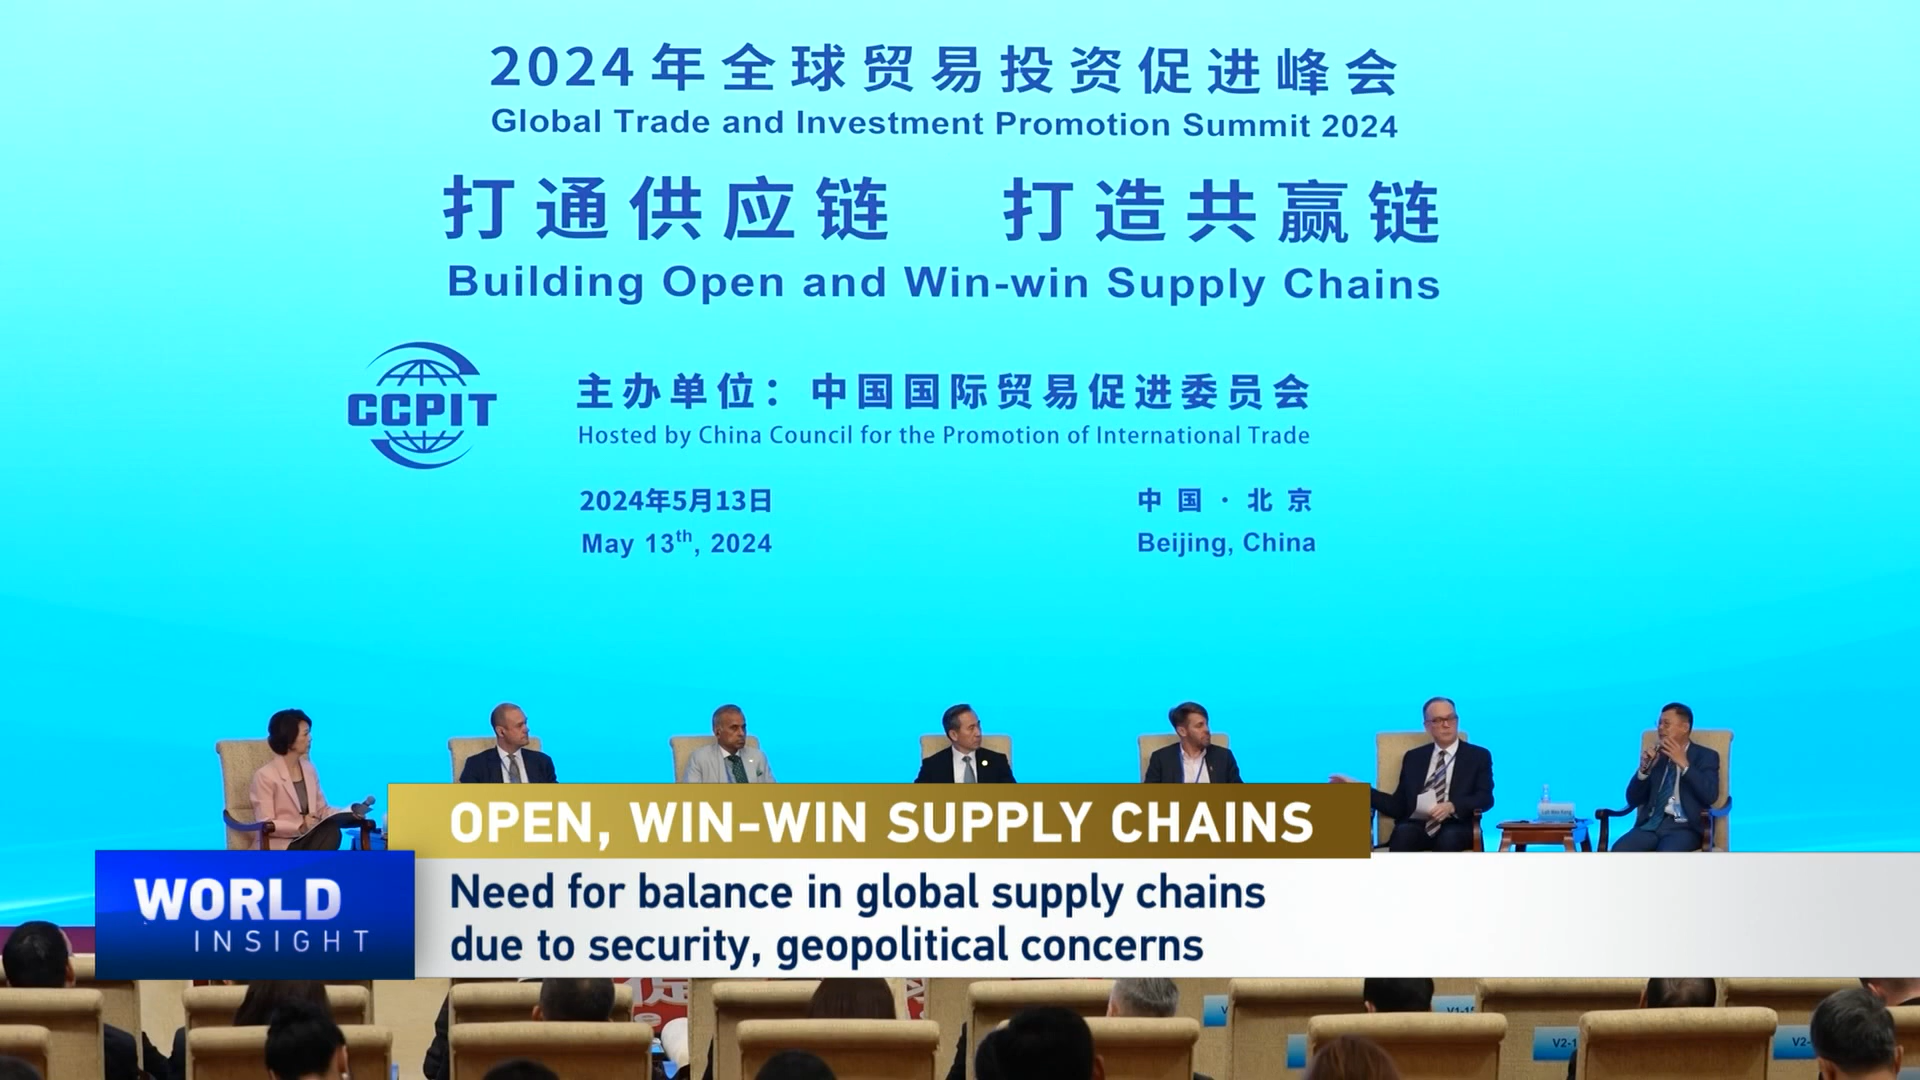 2024年全球贸易投资促进峰会
Global Trade and Investment Promotion Summit 2024
打通供应链 打造共赢链
Building Open and Win-win Supply Chains
CCPIT
主办单位：中国国际贸易促进委员会
Hosted by China Council for the Promotion of International Trade
2024年5月13日 中国·北京
May 13th, 2024 Beijing, China
OPEN, WIN-WIN SUPPLY CHAINS
WORLD INSIGHT
Need for balance in global supply chains
due to security, geopolitical concerns